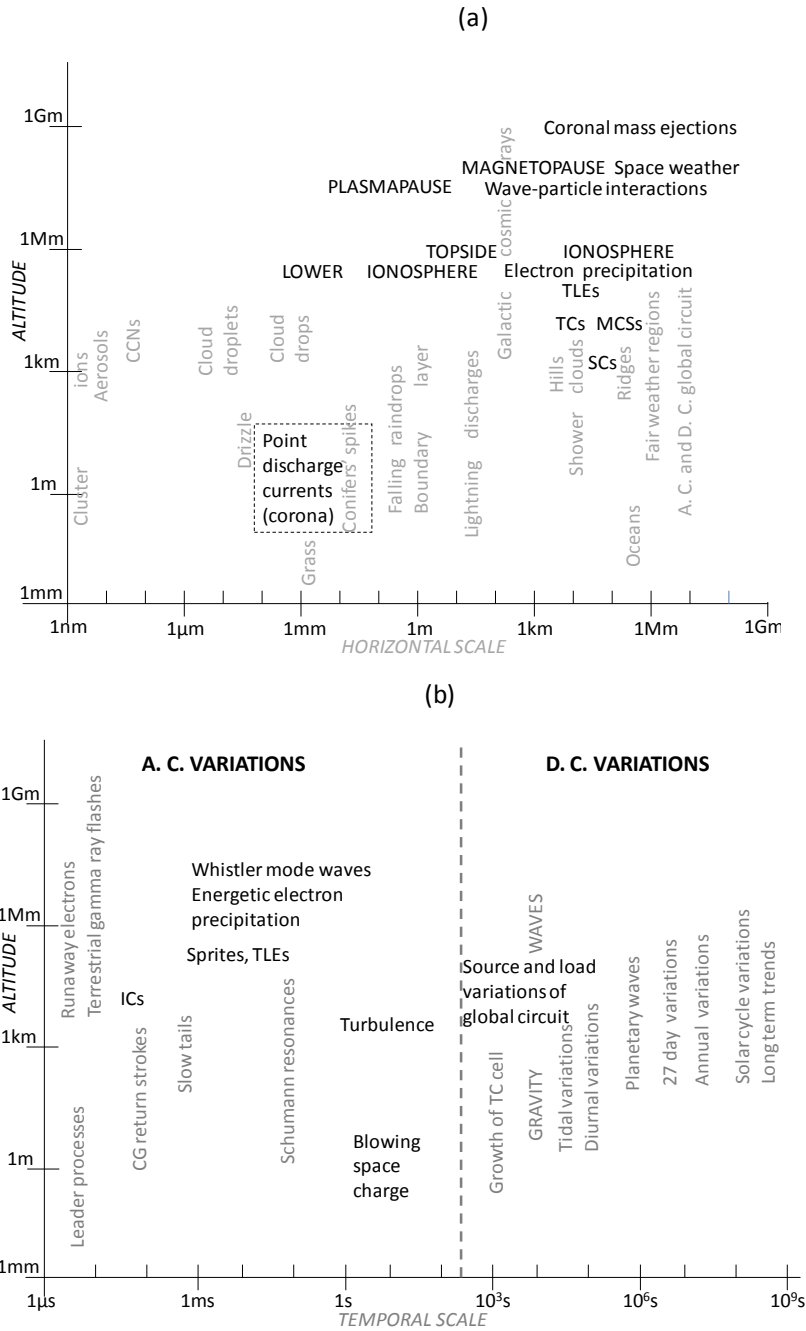 (a)
1Gm
1Mm
1km
1m
1mm
ALTITUDE
Coronal mess ejections
MAGNETOPAUSE Space weather
PLASMAPAUSE Wave-particle interactions
TOPSIDE IONOSPHERE
LOWER IONOSPHERE Electron precipitation
TLEs
TCs MCSs
SCs
Cluster ions
Aerosols
CCNs
Cloud
droplets
Cloud
drops
Drizzle
Point
discharge
currents
(corona)
Grass
Conifers' spikes
Falling raindrops
Boundary layer
Lightning discharges
Galactic cosmic rays
Hills
Shower clouds
Ridges
Oceans
Fair weather regions
A. C. and D. C. global circuit
1nm 1μm 1mm 1m 1km 1Mm 1Gm
HORIZONTAL SCALE
(b)
A. C. VARIATIONS D. C. VARIATIONS
1Gm
1Mm
1km
1m
1mm
ALTITUDE
Runaway electrons
Terrestrial gamma ray flashes
Leader processes
ICs
CG return strokes
Slow tails
Whistler mode waves
Energetic electron
precipitation
Sprites, TLEs
Schumann resonances
Turbulence
Blowing
space
charge
Source and load
variations of
global circuit
Growth of TC cell
GRAVITY WAVES
Tidal variations
Diurnal variations
Planetary waves
27 day variations
Annual variations
Solar cycle variations
Long term trends
1μs 1ms 1s 10³s 10⁶s 10⁹s
TEMPORAL SCALE